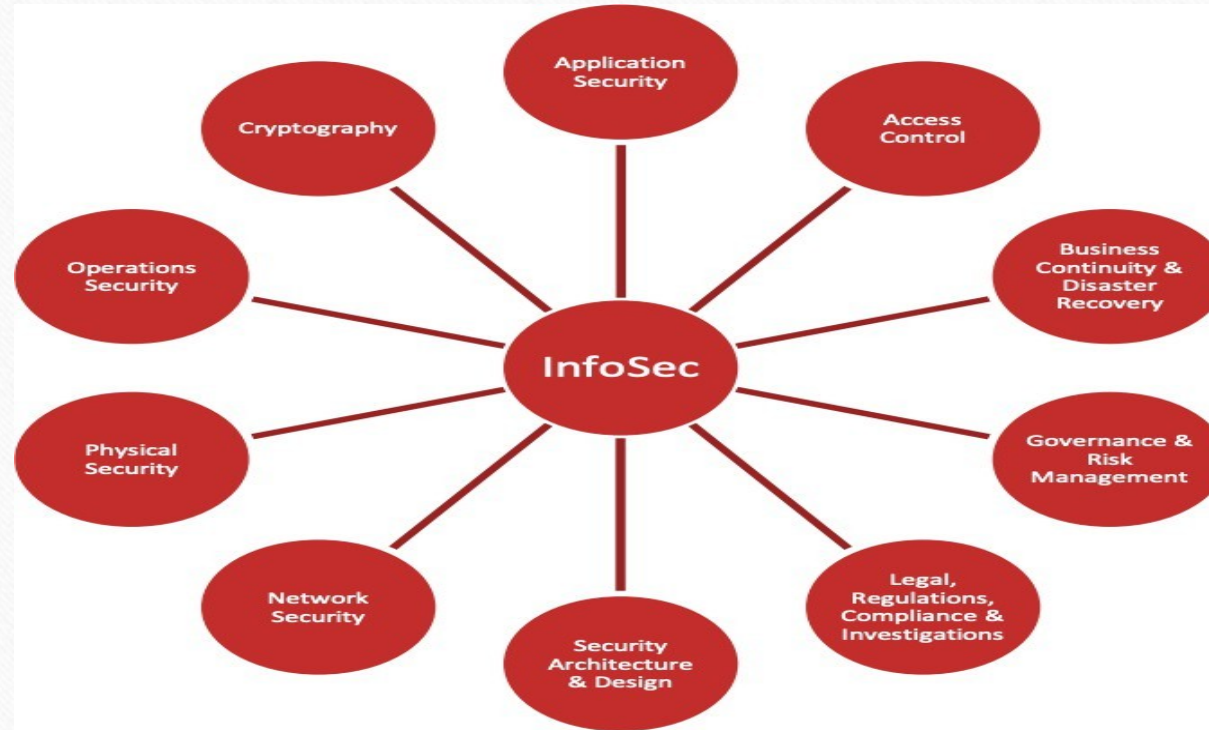 Application
Security
Access
Control
Business
Continuity &
Disaster
Recovery
Governance &
Risk
Management
Legal,
Regulations,
Compliance &
Investigations
Security
Architecture
& Design
Network
Security
Physical
Security
Operations
Security
Cryptography
InfoSec